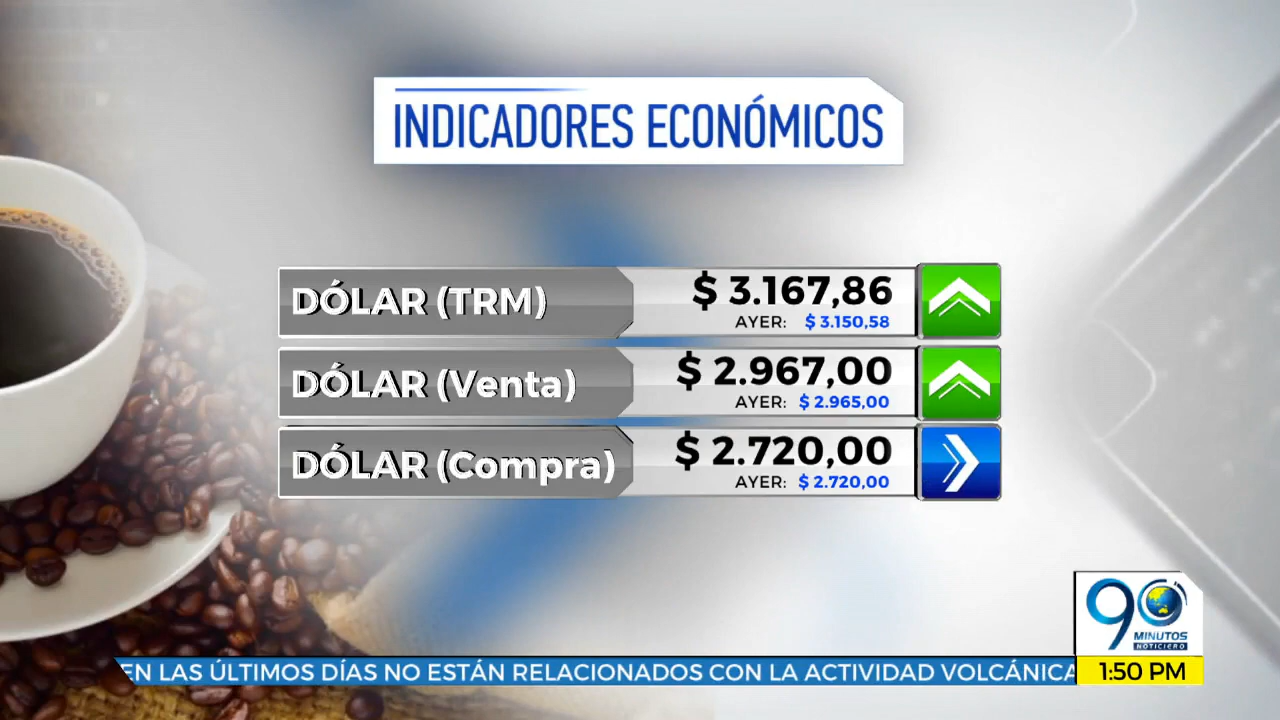 INDICADORES ECONÓMICOS
DÓLAR (TRM)
$ 3.167,86
AYER: $ 3.150,58
DÓLAR (Venta)
$ 2.967,00
AYER: $ 2.965,00
DÓLAR (Compra)
$ 2.720,00
AYER: $ 2.720,00
90
MINUTOS
NOTICIERO
EN LAS ÚLTIMOS DÍAS NO ESTÁN RELACIONADOS CON LA ACTIVIDAD VOLCÁNICA
1:50 PM